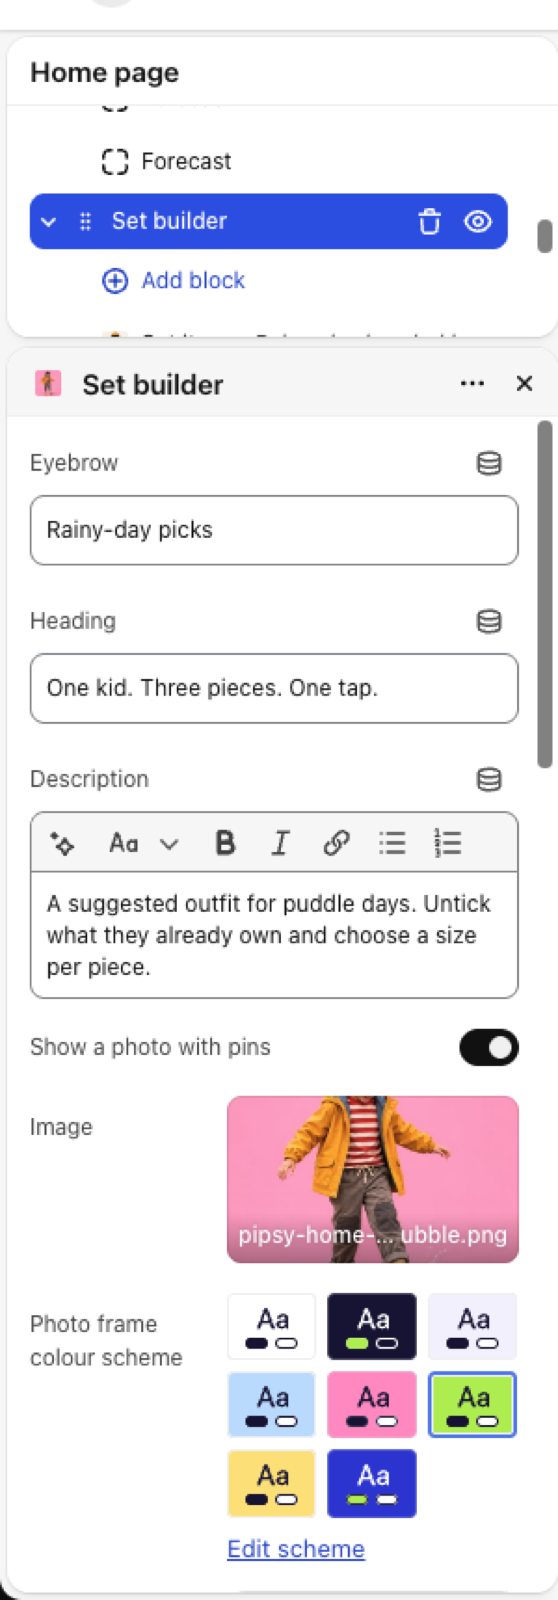 Home page
Forecast
Set builder
Add block
Set builder
Eyebrow
Rainy-day picks
Heading
One kid. Three pieces. One tap.
Description
Aa
B
I
A suggested outfit for puddle days. Untick
what they already own and choose a size
per piece.
Show a photo with pins
Image
pipsy-home-... ubble.png
Photo frame
colour scheme
Aa Aa Aa
Aa Aa Aa
Aa Aa
Edit scheme